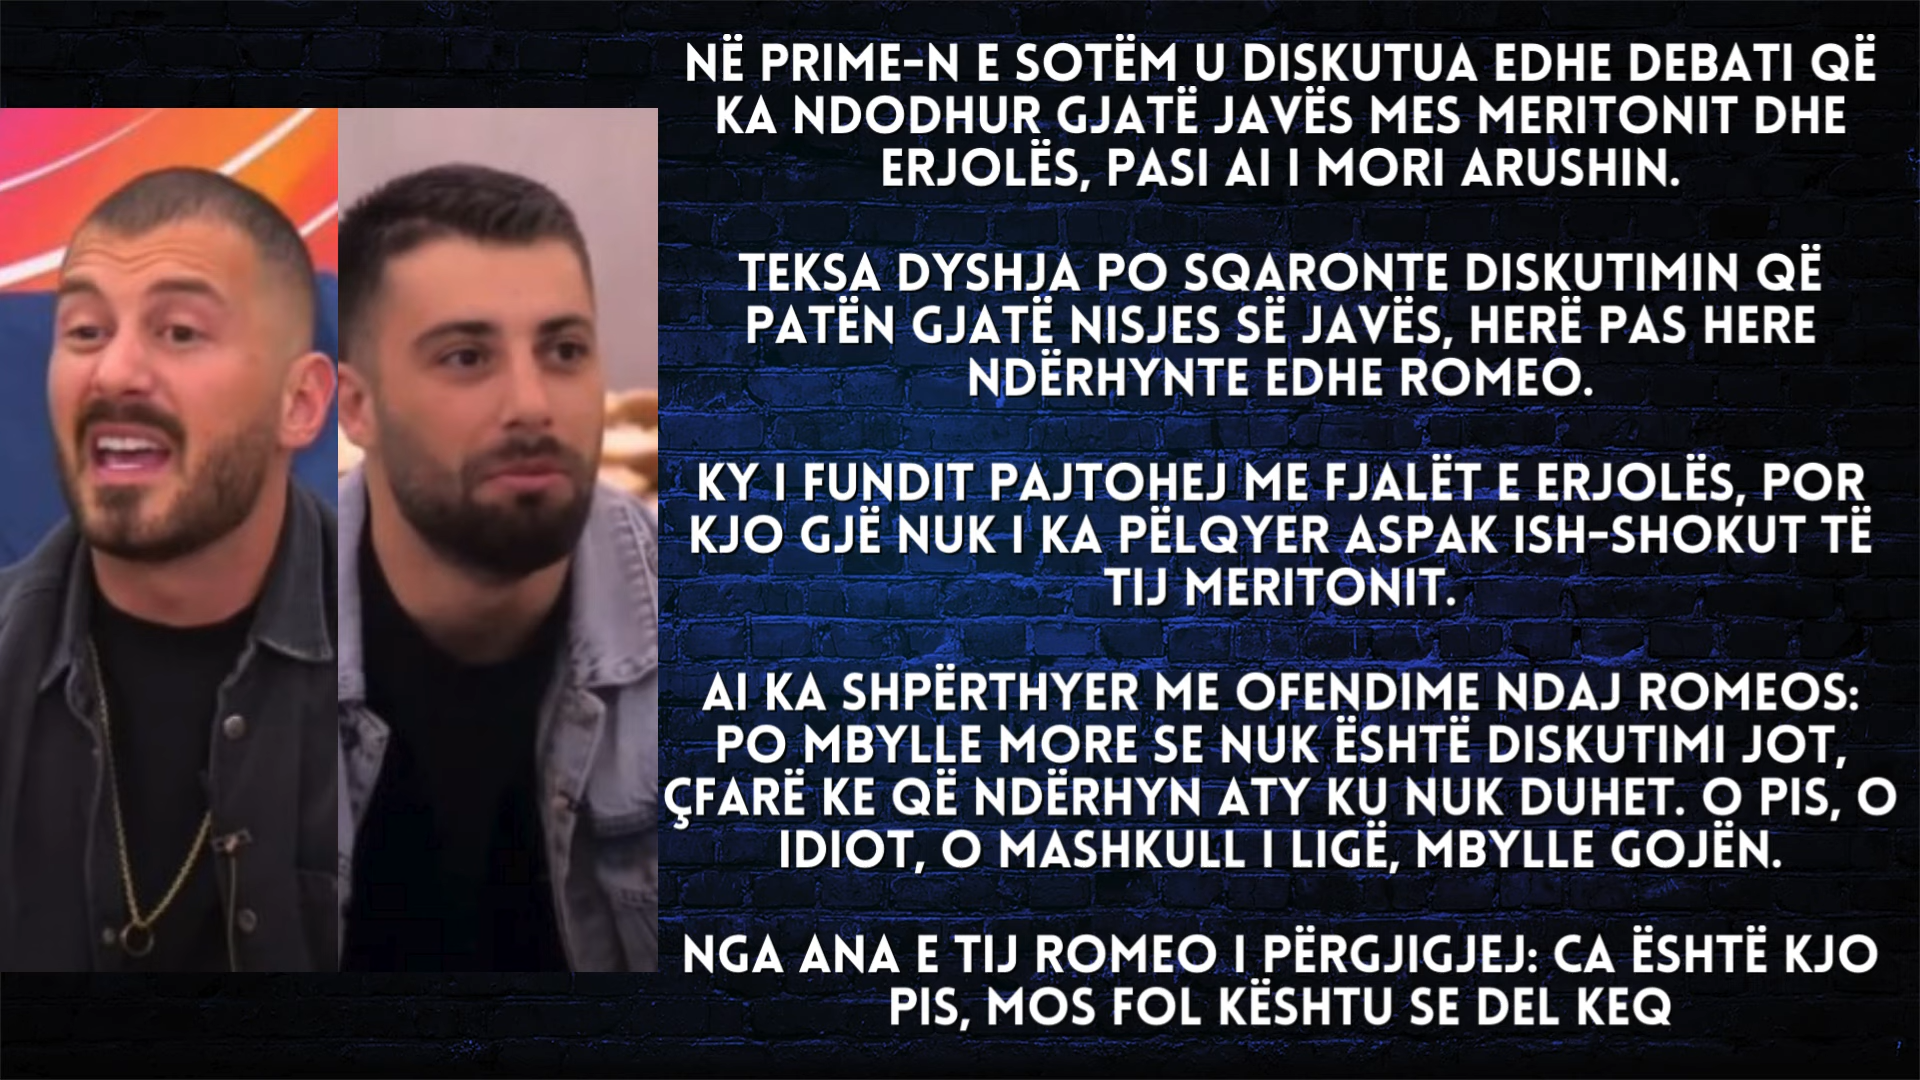 NË PRIME-N E SOTËM U DISKUTUA EDHE DEBATI QË
KA NDODHUR GJATË JAVËS MES MERITONIT DHE
ERJOLËS, PASI AI I MORI ARUSHIN.
TEKSA DYSHJA PO SQARONTE DISKUTIMIN QË
PATËN GJATË NISJES SË JAVËS, HERË PAS HERE
NDËRHYNTE EDHE ROMEO.
KY I FUNDIT PAJTOHEJ ME FJALËT E ERJOLËS, POR
KJO GJË NUK I KA PËLQYER ASPAK ISH-SHOKUT TË
TIJ MERITONIT.
AI KA SHPËRTHYER ME OFENDIME NDAJ ROMEOS:
PO MBYLLE MORE SE NUK ËSHTË DISKUTIMI JOT,
ÇFARË KE QË NDËRHYN ATY KU NUK DUHET. O PIS, O
IDIOT, O MASHKULL I LIGË, MBYLLE GOJËN.
NGA ANA E TIJ ROMEO I PËRGJIGJEJ: CA ËSHTË KJO
PIS, MOS FOL KËSHTU SE DEL KEQ